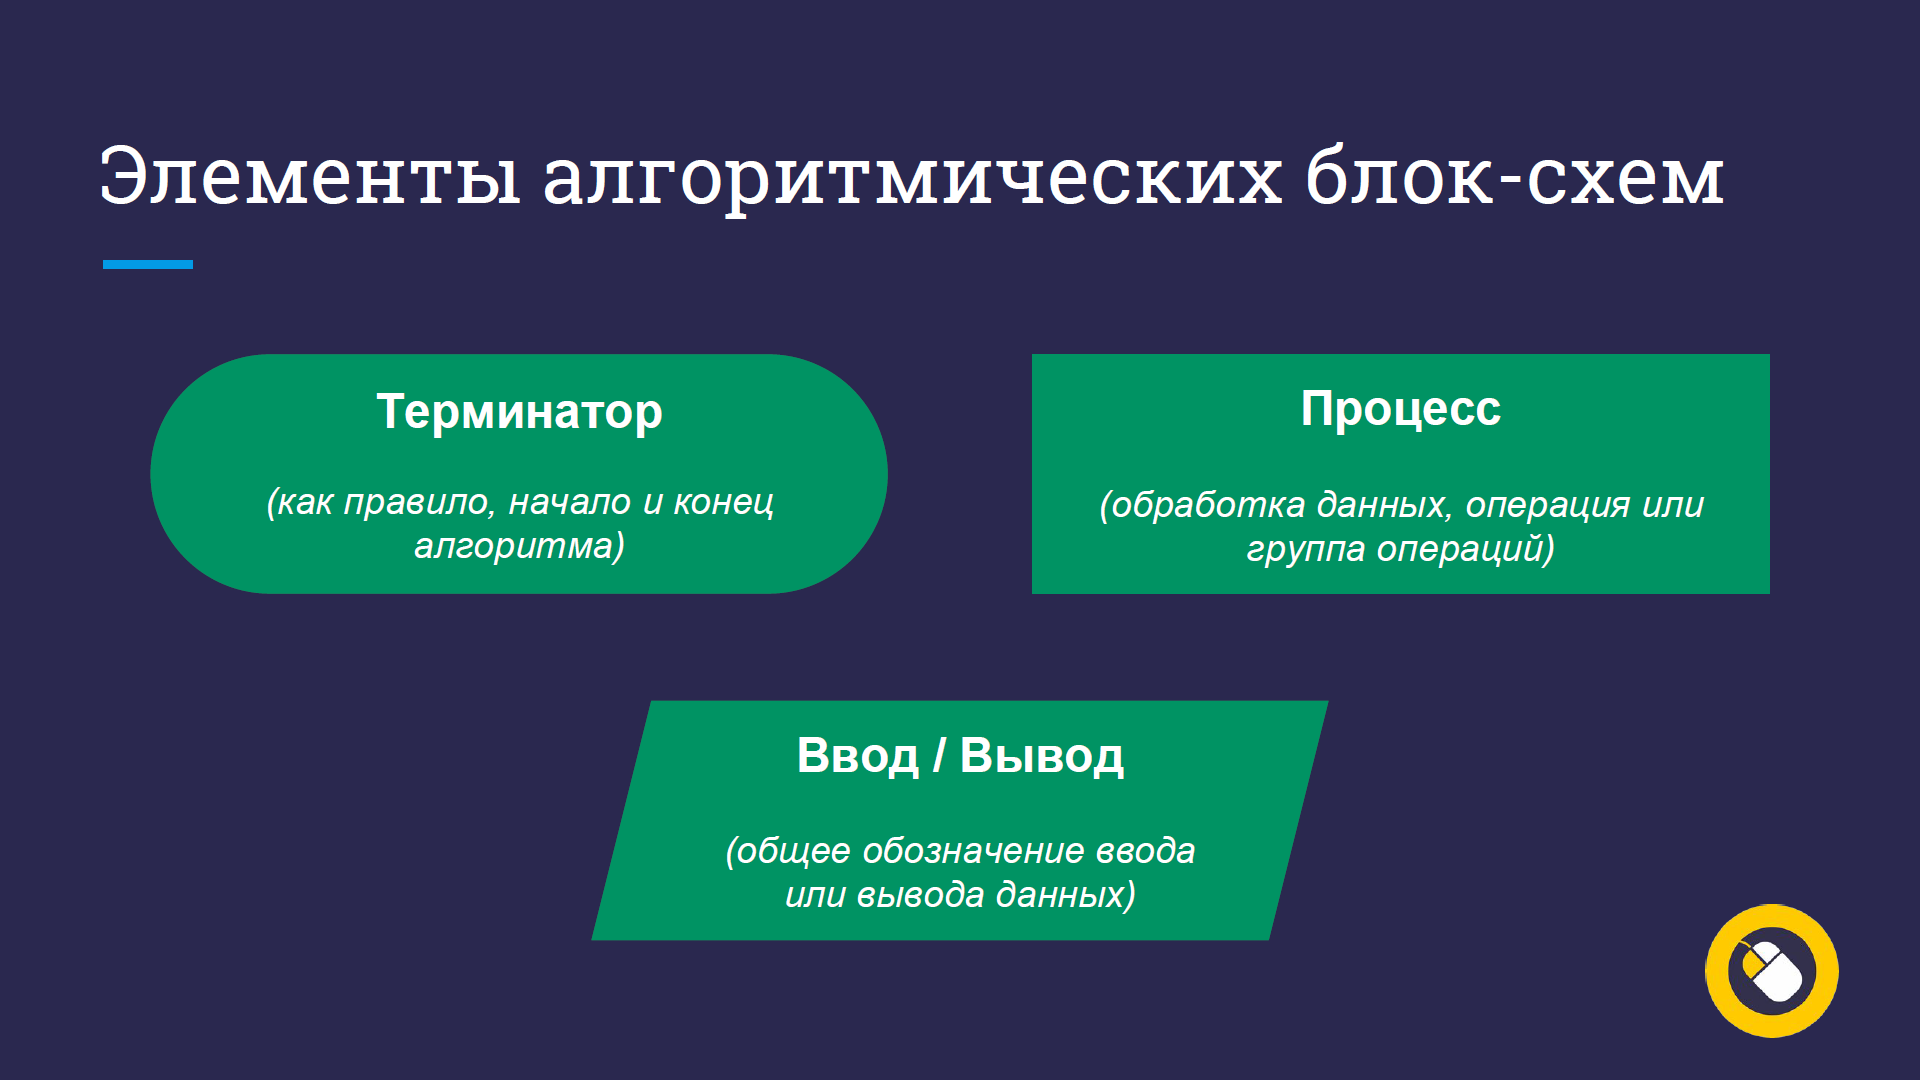 Элементы алгоритмических блок-схем
Терминатор
(как правило, начало и конец
алгоритма)
Процесс
(обработка данных, операция или
группа операций)
Ввод / Вывод
(общее обозначение ввода
или вывода данных)